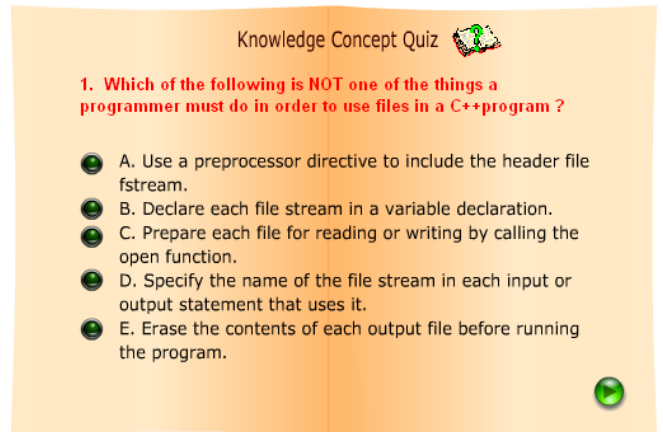 Knowledge Concept Quiz
1. Which of the following is NOT one of the things a
programmer must do in order to use files in a C++program ?
A. Use a preprocessor directive to include the header file
fstream.
B. Declare each file stream in a variable declaration.
C. Prepare each file for reading or writing by calling the
open function.
D. Specify the name of the file stream in each input or
output statement that uses it.
E. Erase the contents of each output file before running
the program.